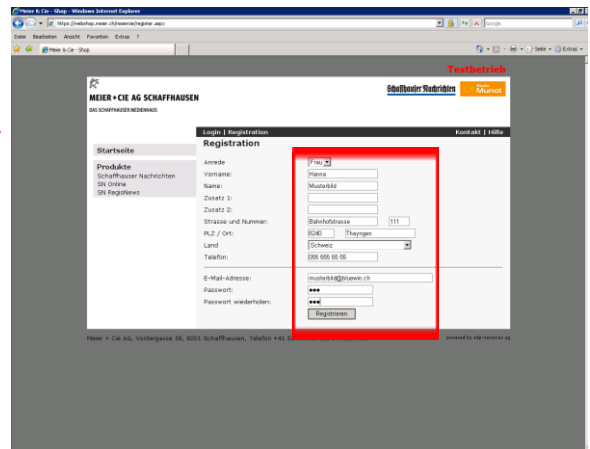 Meier & Cie - Shop - Windows Internet Explorer
https://webshop.meier.ch/meiercie/register.aspx
Google
Datei Bearbeiten Ansicht Favoriten Extras ?
Meier & Cie - Shop
Seite Extras
Testbetrieb
MEIER+CIE AG SCHAFFHAUSEN
DAS SCHAFFHAUSER MEDIENHAUS
Schaffhauser Nachrichten
Radio Munot
Login | Registration Kontakt | Hilfe
Startseite
Produkte
Schaffhauser Nachrichten
SN Online
SN RegioNews
Registration
Anrede Frau
Vorname: Hanna
Name: Musterbild
Zusatz 1:
Zusatz 2:
Strasse und Nummer: Bahnhofstrasse 111
PLZ / Ort: 8240 Thayngen
Land Schweiz
Telefon: 055 555 55 55
E-Mail-Adresse: musterbild@bluewin.ch
Passwort: •••
Passwort wiederholen: •••
Registrieren
Meier + Cie AG, Vordergasse 58, 8201 Schaffhausen, Telefon +41
powered by